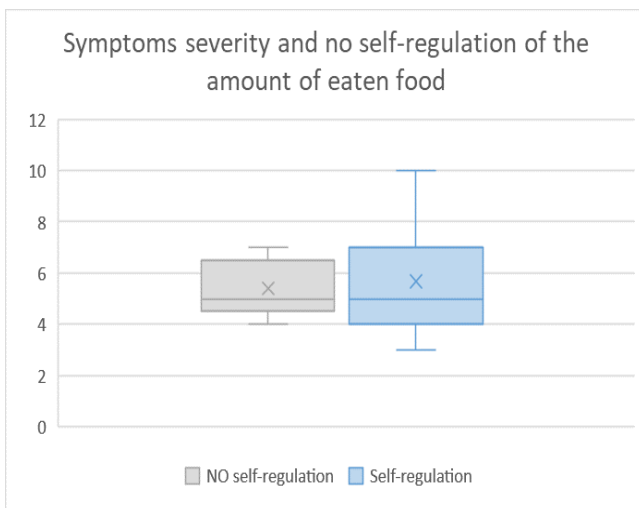 Symptoms severity and no self-regulation of the
amount of eaten food
12
10
8
6
4
2
0
NO self-regulation Self-regulation